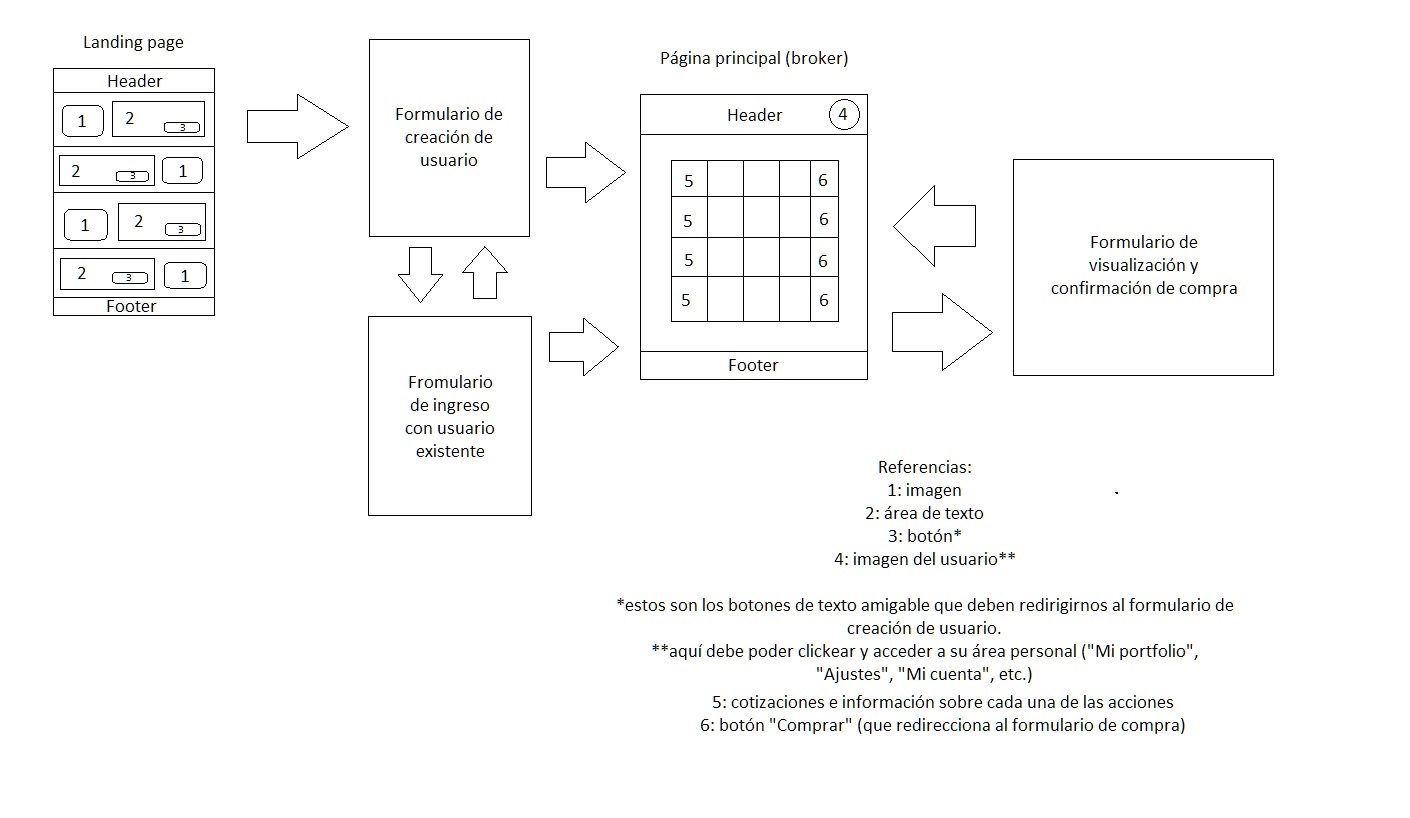 Landing page
Header
1
2
3
2
3
1
1
2
3
2
3
1
Footer
Formulario de
creación de
usuario
Fromulario
de ingreso
con usuario
existente
Página principal (broker)
Header
4
5
6
5
6
5
6
5
6
Footer
Formulario de
visualización y
confirmación de compra
Referencias:
1: imagen
2: área de texto
3: botón*
4: imagen del usuario**
*estos son los botones de texto amigable que deben redirigirnos al formulario de
creación de usuario.
**aquí debe poder clickear y acceder a su área personal ("Mi portfolio",
"Ajustes", "Mi cuenta", etc.)
5: cotizaciones e información sobre cada una de las acciones
6: botón "Comprar" (que redirecciona al formulario de compra)